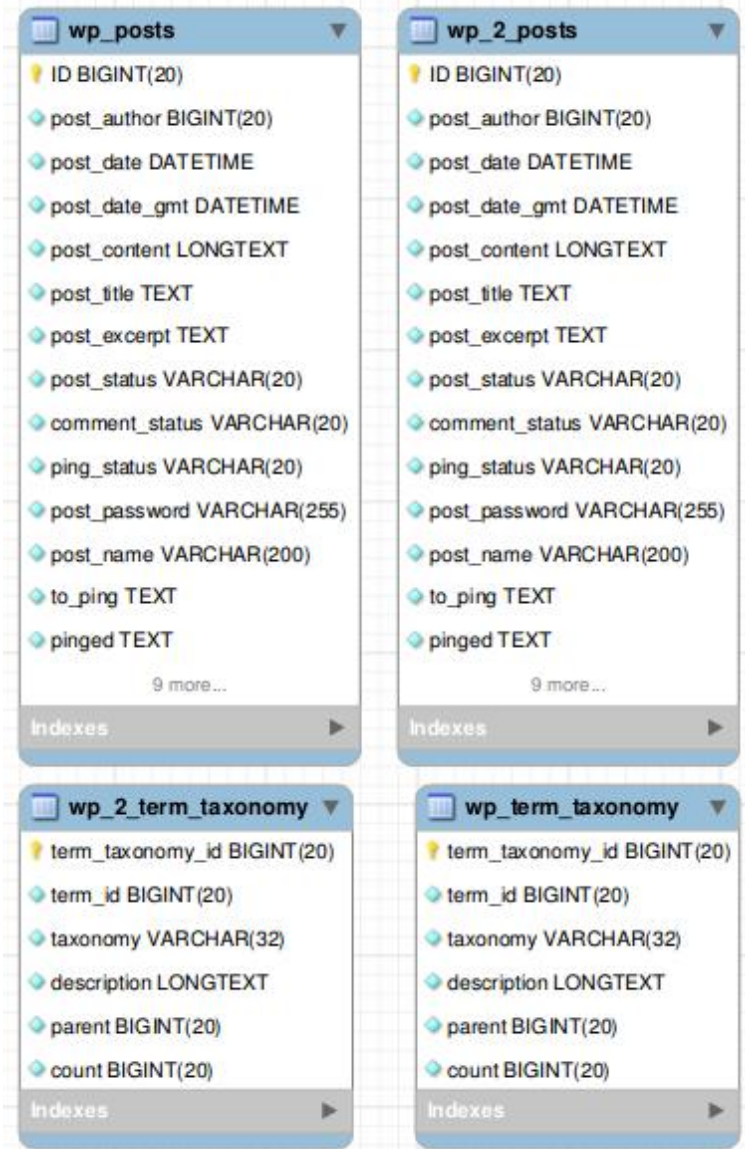 wp_posts
ID BIGINT(20)
post_author BIGINT(20)
post_date DATETIME
post_date_gmt DATETIME
post_content LONGTEXT
post_title TEXT
post_excerpt TEXT
post_status VARCHAR(20)
comment_status VARCHAR(20)
ping_status VARCHAR(20)
post_password VARCHAR(255)
post_name VARCHAR(200)
to_ping TEXT
pinged TEXT
9 more...
Indexes
wp_2_posts
ID BIGINT(20)
post_author BIGINT(20)
post_date DATETIME
post_date_gmt DATETIME
post_content LONGTEXT
post_title TEXT
post_excerpt TEXT
post_status VARCHAR(20)
comment_status VARCHAR(20)
ping_status VARCHAR(20)
post_password VARCHAR(255)
post_name VARCHAR(200)
to_ping TEXT
pinged TEXT
9 more...
Indexes
wp_2_term_taxonomy
term_taxonomy_id BIGINT(20)
term_id BIGINT(20)
taxonomy VARCHAR(32)
description LONGTEXT
parent BIGINT(20)
count BIGINT(20)
Indexes
wp_term_taxonomy
term_taxonomy_id BIGINT(20)
term_id BIGINT(20)
taxonomy VARCHAR(32)
description LONGTEXT
parent BIGINT(20)
count BIGINT(20)
Indexes